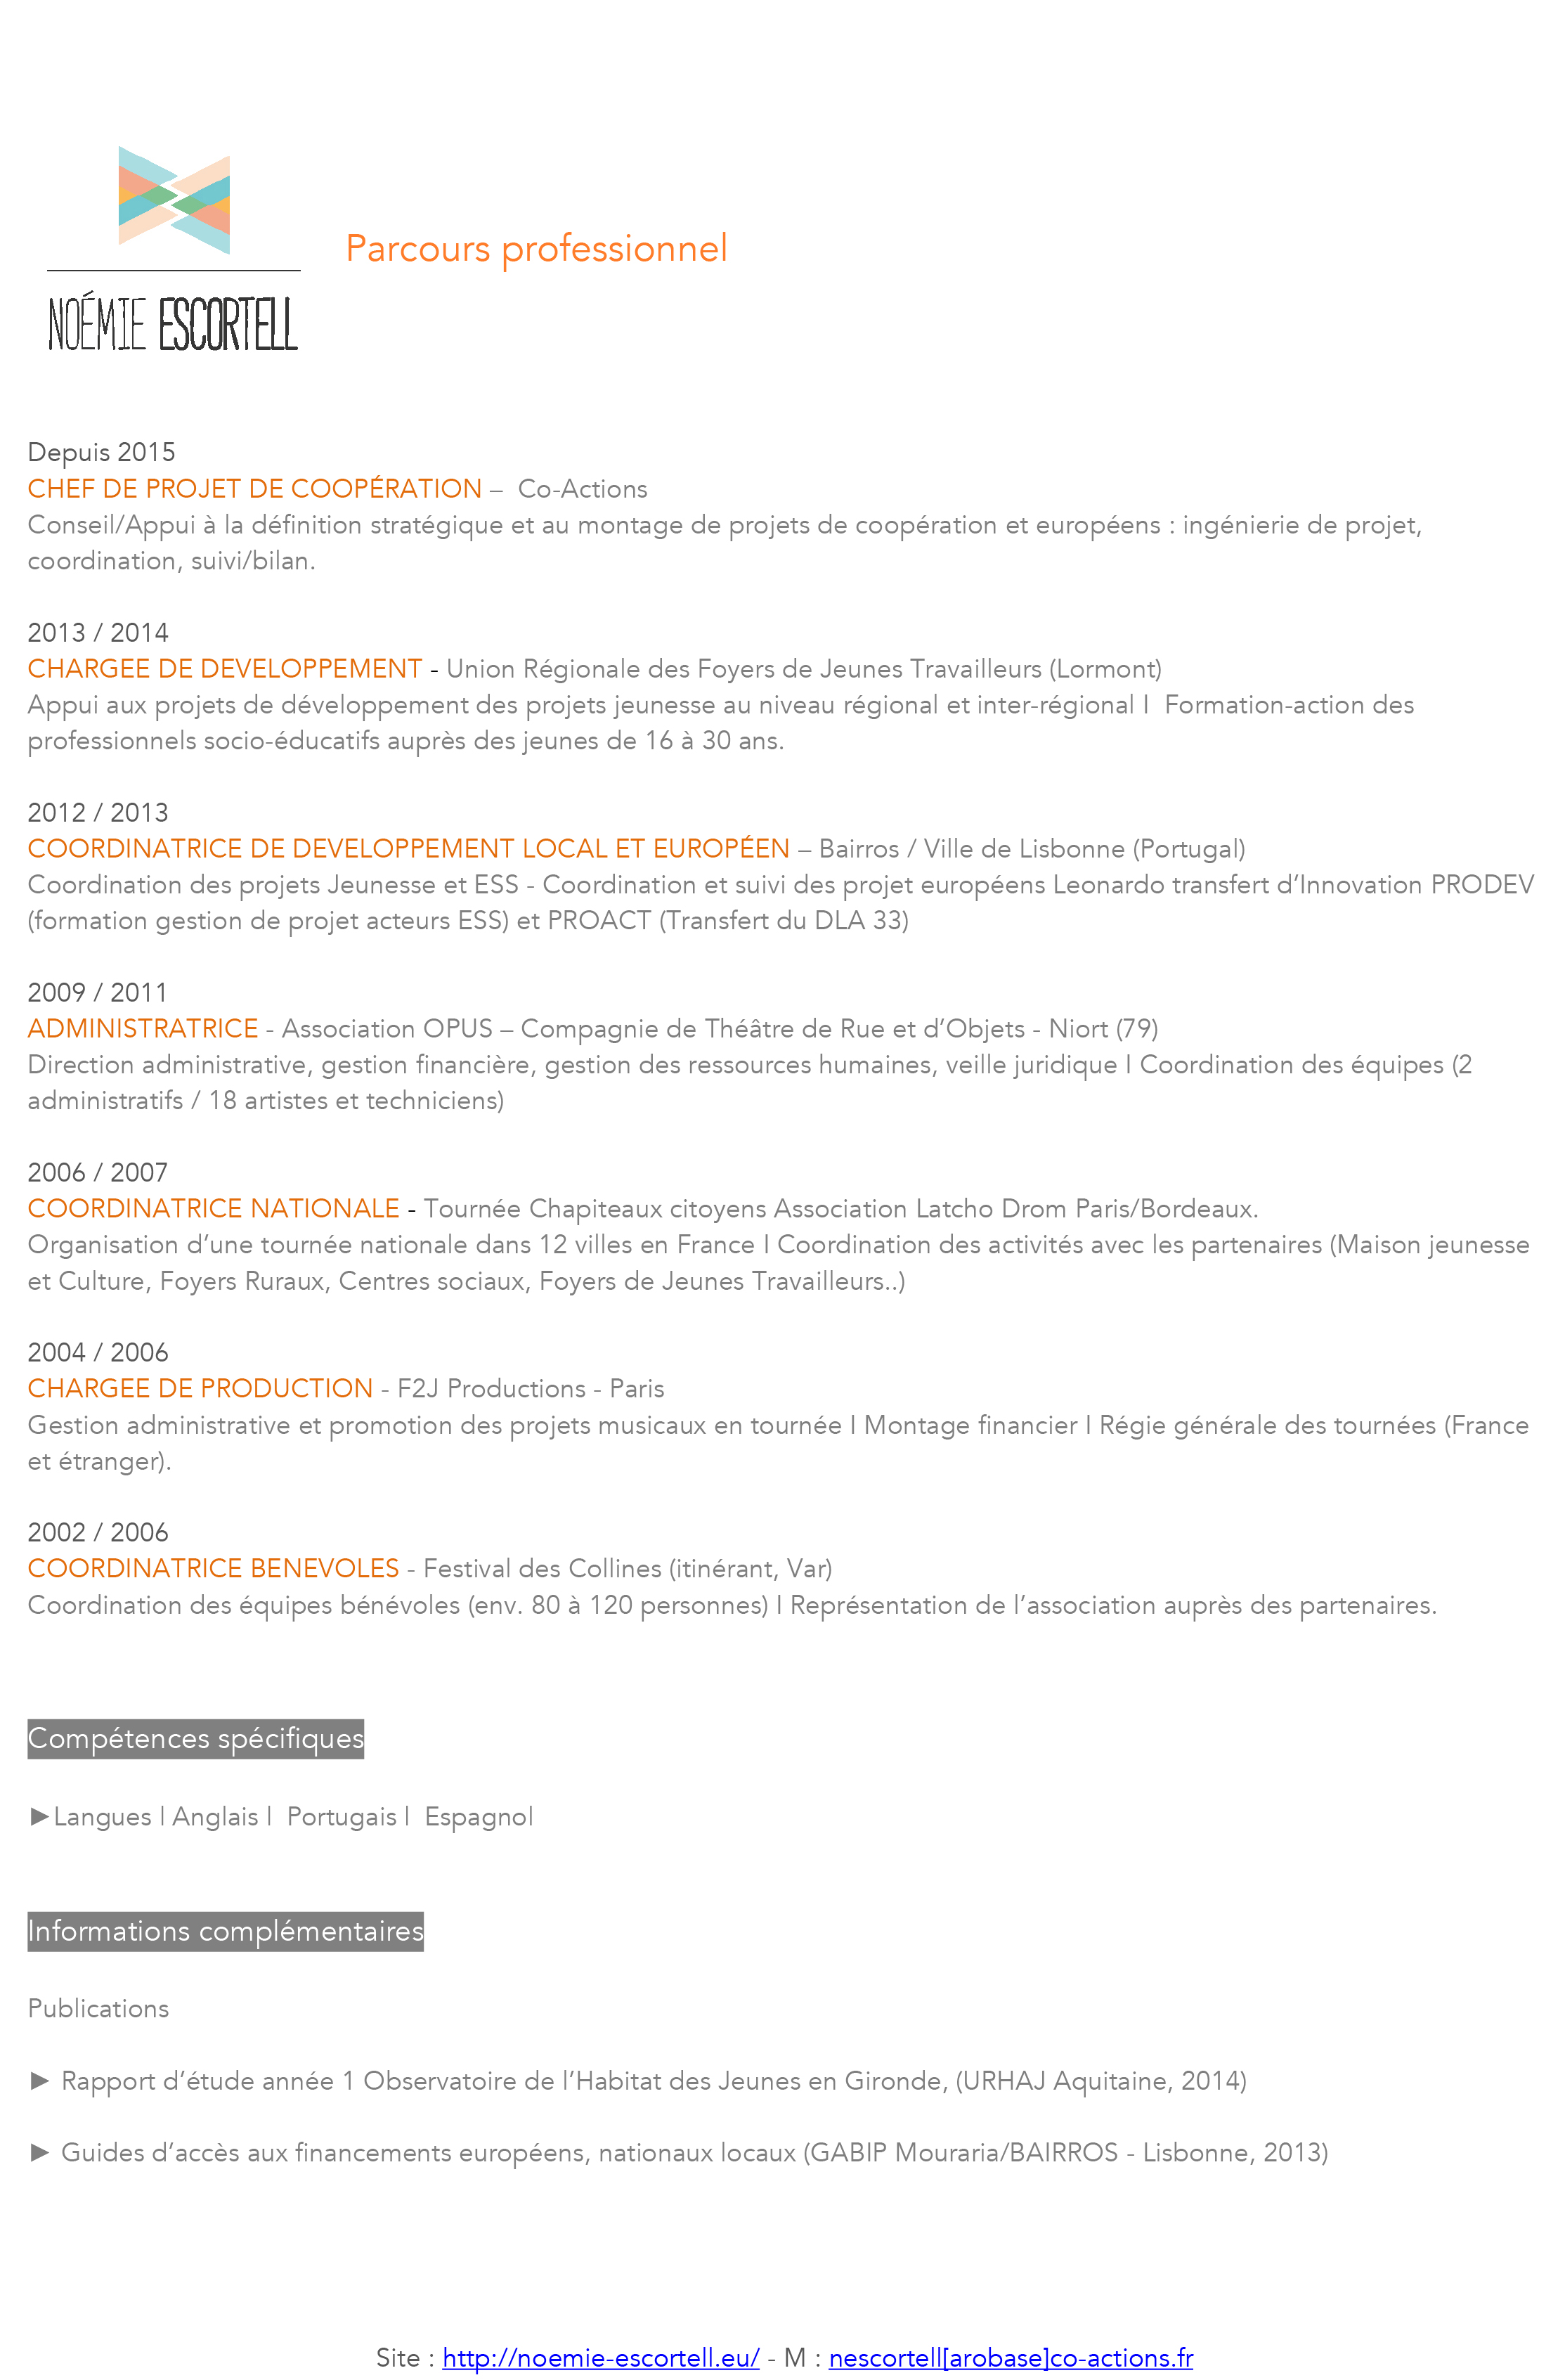 Parcours professionnel
NOÉMIE ESCORTELL
Depuis 2015
CHEF DE PROJET DE COOPÉRATION – Co-Actions
Conseil/Appui à la définition stratégique et au montage de projets de coopération et européens : ingénierie de projet,
coordination, suivi/bilan.
2013 / 2014
CHARGEE DE DEVELOPPEMENT - Union Régionale des Foyers de Jeunes Travailleurs (Lormont)
Appui aux projets de développement des projets jeunesse au niveau régional et inter-régional I Formation-action des
professionnels socio-éducatifs auprès des jeunes de 16 à 30 ans.
2012 / 2013
COORDINATRICE DE DEVELOPPEMENT LOCAL ET EUROPÉEN – Bairros / Ville de Lisbonne (Portugal)
Coordination des projets Jeunesse et ESS - Coordination et suivi des projet européens Leonardo transfert d’Innovation PRODEV
(formation gestion de projet acteurs ESS) et PROACT (Transfert du DLA 33)
2009 / 2011
ADMINISTRATRICE - Association OPUS – Compagnie de Théâtre de Rue et d’Objets - Niort (79)
Direction administrative, gestion financière, gestion des ressources humaines, veille juridique I Coordination des équipes (2
administratifs / 18 artistes et techniciens)
2006 / 2007
COORDINATRICE NATIONALE - Tournée Chapiteaux citoyens Association Latcho Drom Paris/Bordeaux.
Organisation d’une tournée nationale dans 12 villes en France I Coordination des activités avec les partenaires (Maison jeunesse
et Culture, Foyers Ruraux, Centres sociaux, Foyers de Jeunes Travailleurs..)
2004 / 2006
CHARGEE DE PRODUCTION - F2J Productions - Paris
Gestion administrative et promotion des projets musicaux en tournée I Montage financier I Régie générale des tournées (France
et étranger).
2002 / 2006
COORDINATRICE BENEVOLES - Festival des Collines (itinérant, Var)
Coordination des équipes bénévoles (env. 80 à 120 personnes) I Représentation de l’association auprès des partenaires.
Compétences spécifiques
►Langues l Anglais l Portugais l Espagnol
Informations complémentaires
Publications
► Rapport d’étude année 1 Observatoire de l’Habitat des Jeunes en Gironde, (URHAJ Aquitaine, 2014)
► Guides d’accès aux financements européens, nationaux locaux (GABIP Mouraria/BAIRROS - Lisbonne, 2013)
Site : http://noemie-escortell.eu/ - M : nescortell[arobase]co-actions.fr